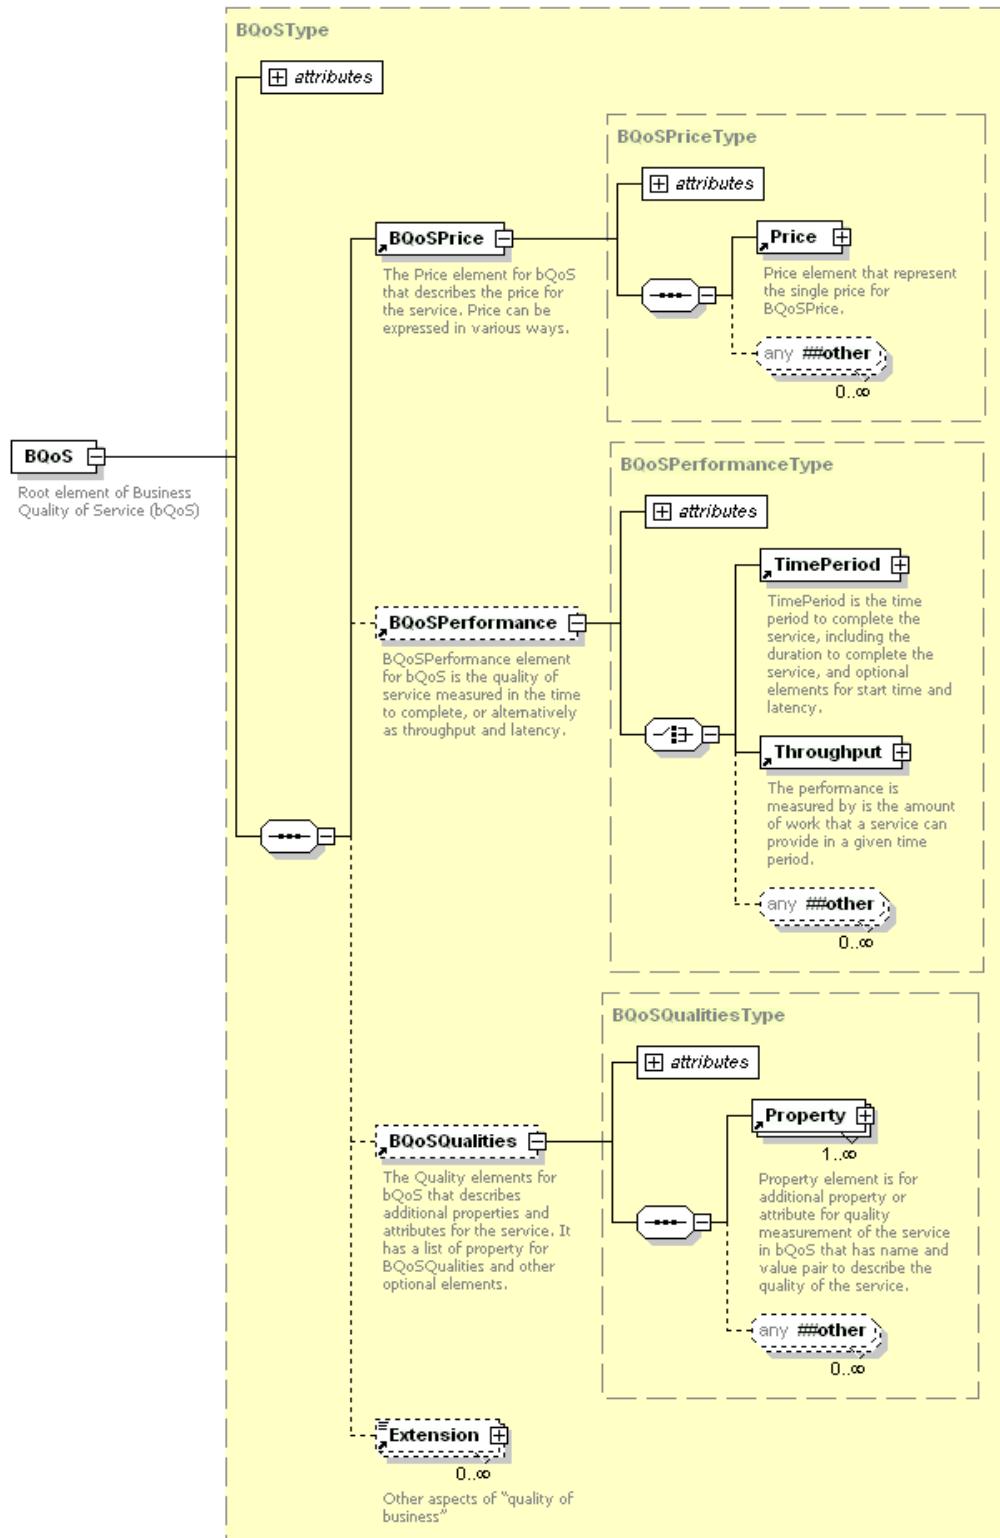 BQoSType
attributes
BQoSPriceType
attributes
BQoSPrice
The Price element for bQoS
that describes the price for
the service. Price can be
expressed in various ways.
Price
Price element that represent
the single price for
BQoSPrice.
any ##other
0..∞
BQoS
Root element of Business
Quality of Service (bQoS)
BQoSPerformanceType
attributes
TimePeriod
TimePeriod is the time
period to complete the
service, including the
duration to complete the
service, and optional
elements for start time and
latency.
BQoSPerformance
BQoSPerformance element
for bQoS is the quality of
service measured in the time
to complete, or alternatively
as throughput and latency.
Throughput
The performance is
measured by is the amount
of work that a service can
provide in a given time
period.
any ##other
0..∞
BQoSQualitiesType
attributes
BQoSQualities
The Quality elements for
bQoS that describes
additional properties and
attributes for the service. It
has a list of property for
BQoSQualities and other
optional elements.
Property
1..∞
Property element is for
additional property or
attribute for quality
measurement of the service
in bQoS that has name and
value pair to describe the
quality of the service.
any ##other
0..∞
Extension
0..∞
Other aspects of "quality of
business"